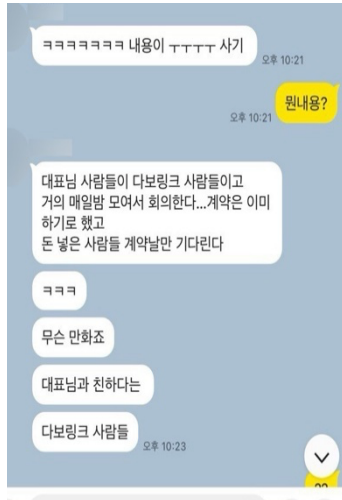 ㅋㅋㅋㅋㅋㅋㅋ 내용이 ㅜㅜㅜㅜ 사기
오후 10:21
뭔내용?
오후 10:21
대표님 사람들이 다보링크 사람들이고
거의 매일밤 모여서 회의한다...계약은 이미
하기로 했고
돈 넣은 사람들 계약날만 기다린다
ㅋㅋㅋ
무슨 만화죠
대표님과 친하다는
다보링크 사람들
오후 10:23